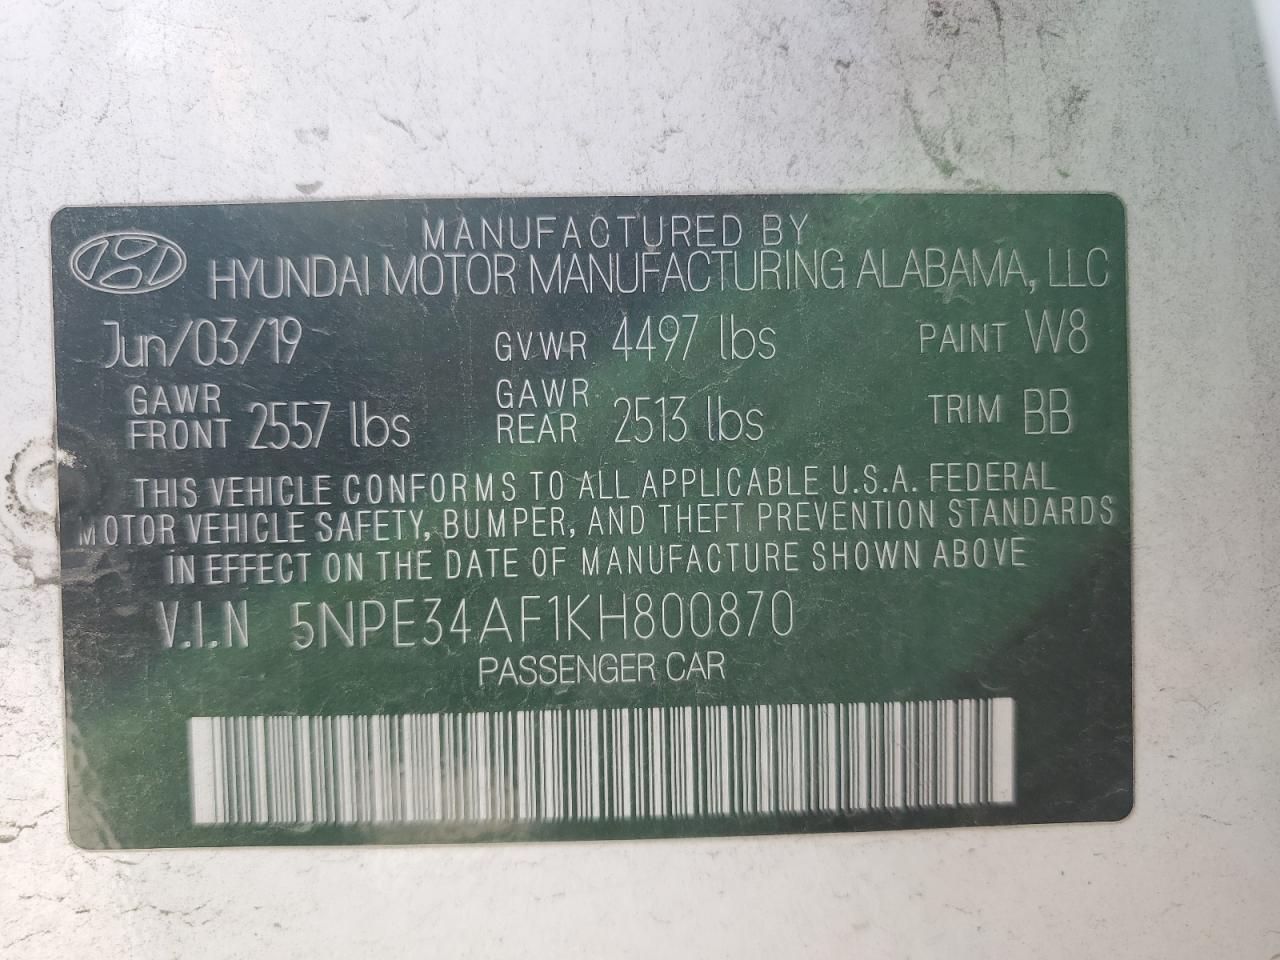 MANUFACTURED BY
HYUNDAI MOTOR MANUFACTURING ALABAMA, LLC
Jun/03/19 GVWR 4497 lbs PAINT W8
GAWR FRONT 2557 lbs GAWR REAR 2513 lbs TRIM BB
THIS VEHICLE CONFORMS TO ALL APPLICABLE U.S.A. FEDERAL
MOTOR VEHICLE SAFETY, BUMPER, AND THEFT PREVENTION STANDARDS
IN EFFECT ON THE DATE OF MANUFACTURE SHOWN ABOVE
V.I.N 5NPE34AF1KH800870
PASSENGER CAR